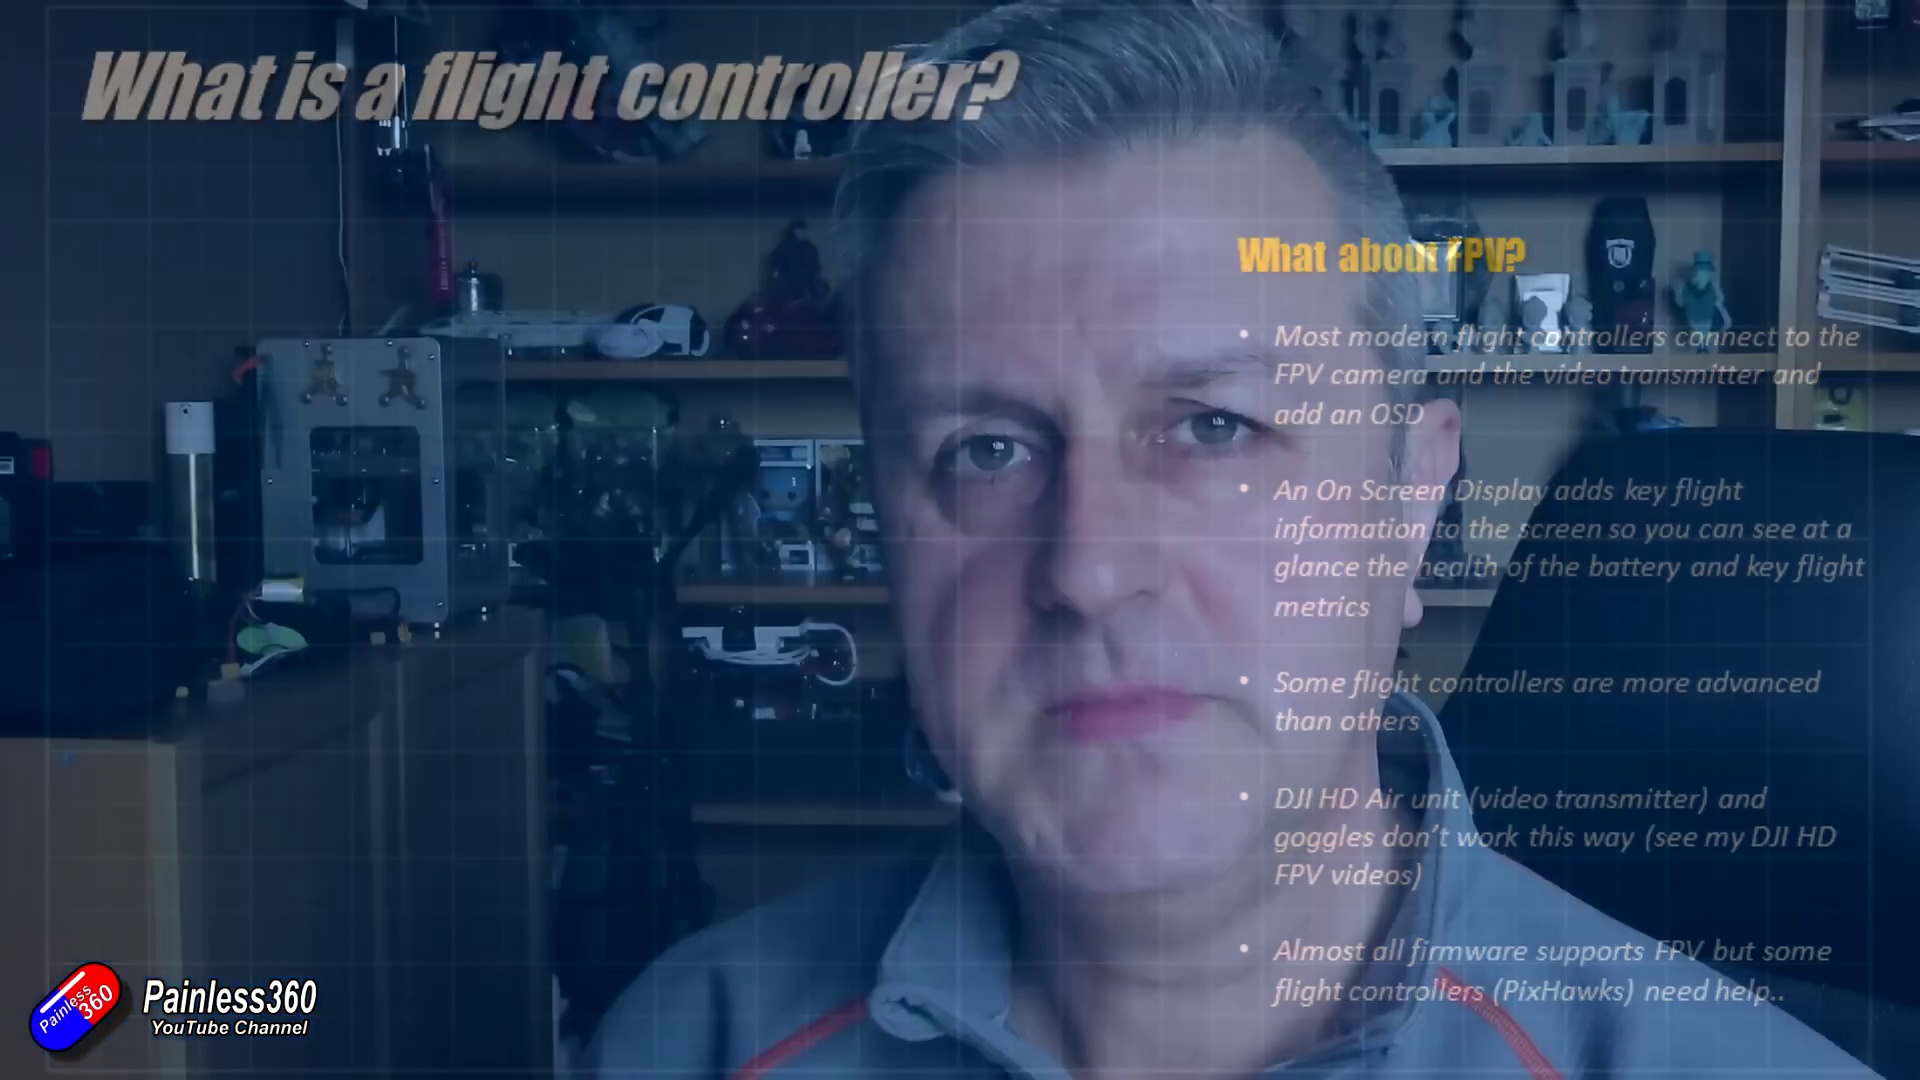 What is a flight controller?
What about FPV?
• Most modern flight controllers connect to the
FPV camera and the video transmitter and
add an OSD
• An On Screen Display adds key flight
information to the screen so you can see at a
glance the health of the battery and key flight
metrics
• Some flight controllers are more advanced
than others
• DJI HD Air unit (video transmitter) and
goggles don't work this way (see my DJI HD
FPV videos)
• Almost all firmware supports FPV but some
flight controllers (PixHawks) need help..
Painless
360
Painless360
YouTube Channel